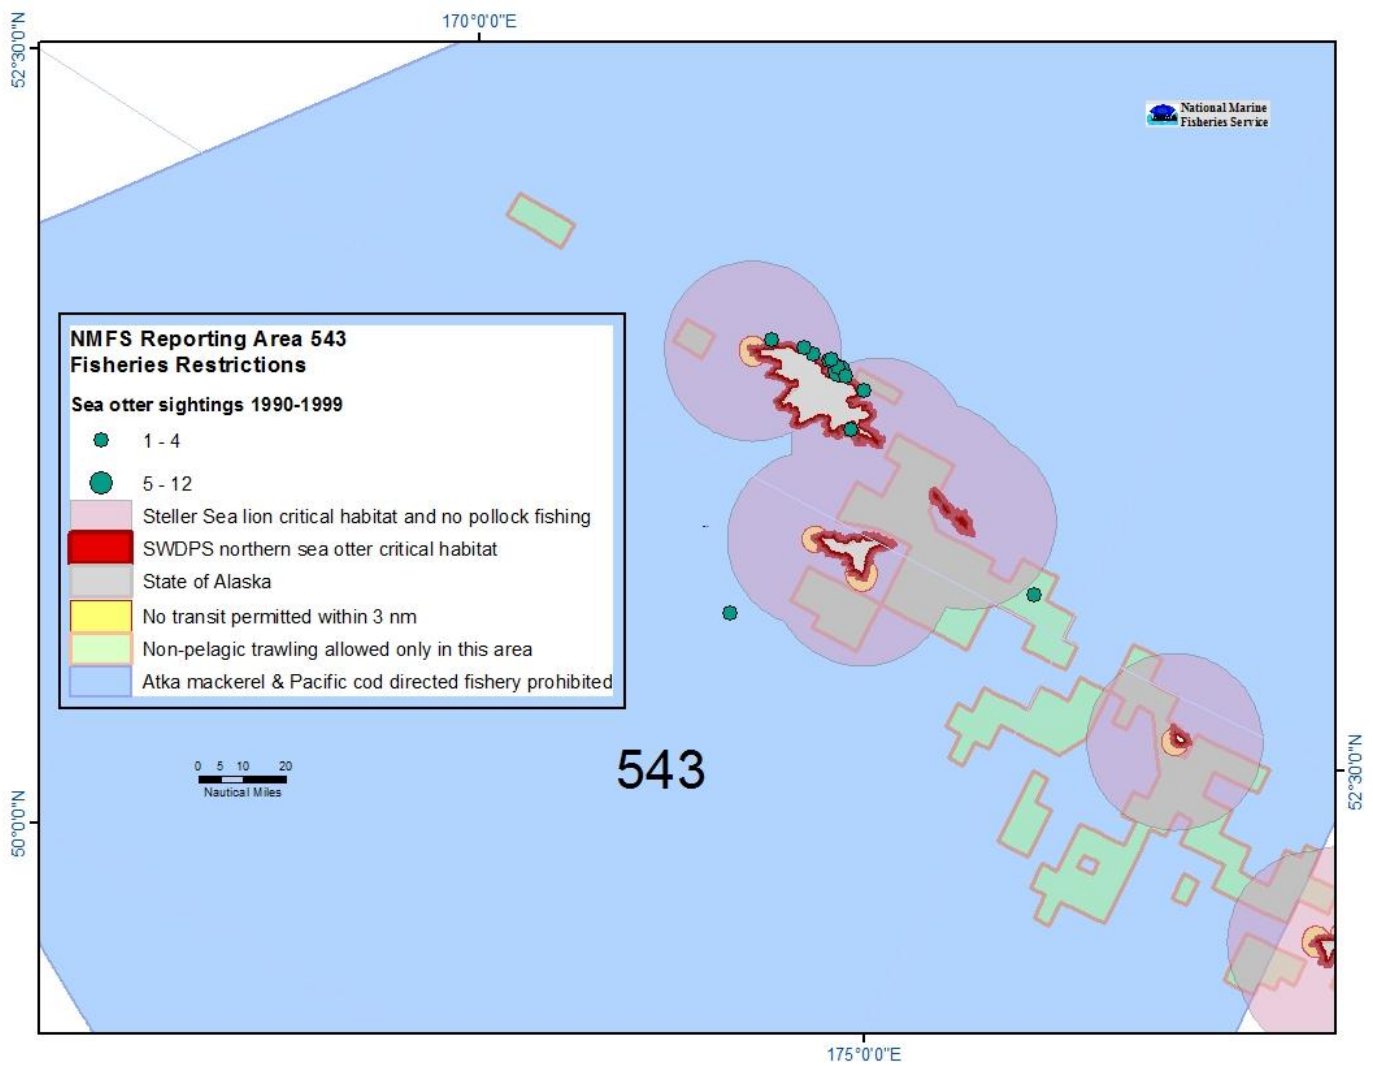 170°0'0"E
52°30'0"N
National Marine
Fisheries Service
NMFS Reporting Area 543
Fisheries Restrictions
Sea otter sightings 1990-1999
1 - 4
5 - 12
Steller Sea lion critical habitat and no pollock fishing
SWDPS northern sea otter critical habitat
State of Alaska
No transit permitted within 3 nm
Non-pelagic trawling allowed only in this area
Atka mackerel & Pacific cod directed fishery prohibited
543
0 5 10 20
Nautical Miles
52°30'0"N
50°0'0"N
175°0'0"E